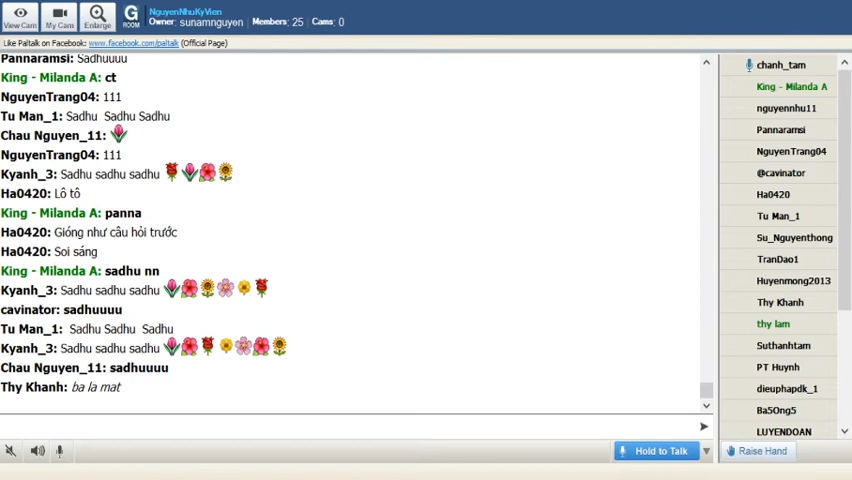 View Cam
My Cam
Enlarge
G
ROOM
NguyenNhuKyVien
Owner: sunamnguyen Members: 25 Cams: 0
Like Paltalk on Facebook: www.facebook.com/paltalk (Official Page)
Pannaramsi: Sadhuuuu
King - Milanda A: ct
NguyenTrang04: 111
Tu Man_1: Sadhu Sadhu Sadhu
Chau Nguyen_11:
NguyenTrang04: 111
Kyanh_3: Sadhu sadhu sadhu
Ha0420: Lô tô
King - Milanda A: panna
Ha0420: Gióng như câu hỏi trước
Ha0420: Soi sáng
King - Milanda A: sadhu nn
Kyanh_3: Sadhu sadhu sadhu
cavinator: sadhuuuu
Tu Man_1: Sadhu Sadhu Sadhu
Kyanh_3: Sadhu sadhu sadhu
Chau Nguyen_11: sadhuuuu
Thy Khanh: ba la mat
Hold to Talk
chanh_tam
King - Milanda A
nguyennhu11
Pannaramsi
NguyenTrang04
@cavinator
Ha0420
Tu Man_1
Su_Nguyenthong
TranDao1
Huyenmong2013
Thy Khanh
thy lam
Suthanhtam
PT Huynh
dieuphapdk_1
Ba5Ong5
LUYENDOAN
Raise Hand